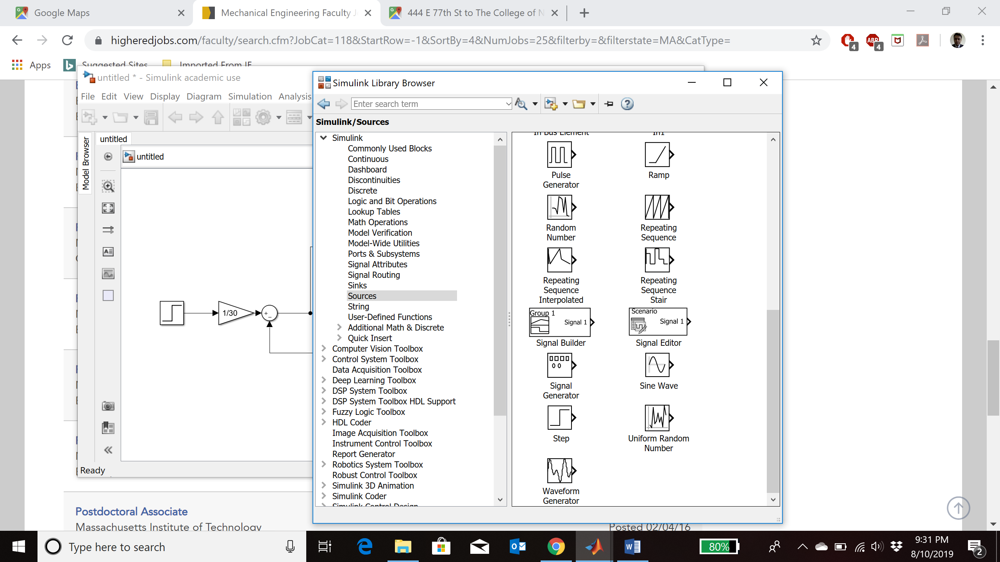 Google Maps
Mechanical Engineering Faculty J
444 E 77th St to The College of N
higheredjobs.com/faculty/search.cfm?JobCat=118&StartRow=-1&SortBy=4&NumJobs=25&filterby=&filterstate=MA&CatType=
4
ABP
4
Apps
Suggested Sites
Imported From IE
untitled * - Simulink academic use
File Edit View Display Diagram Simulation Analysis
untitled
Model Browser
untitled
1/30
Ready
Simulink Library Browser
Enter search term
Simulink/Sources
Simulink
Commonly Used Blocks
Continuous
Dashboard
Discontinuities
Discrete
Logic and Bit Operations
Lookup Tables
Math Operations
Model Verification
Model-Wide Utilities
Ports & Subsystems
Signal Attributes
Signal Routing
Sinks
Sources
String
User-Defined Functions
Additional Math & Discrete
Quick Insert
Computer Vision Toolbox
Control System Toolbox
Data Acquisition Toolbox
Deep Learning Toolbox
DSP System Toolbox
DSP System Toolbox HDL Support
Fuzzy Logic Toolbox
HDL Coder
Image Acquisition Toolbox
Instrument Control Toolbox
Report Generator
Robotics System Toolbox
Robust Control Toolbox
Simulink 3D Animation
Simulink Coder
Simulink Control Design
In Bus Element
In1
Pulse
Generator
Ramp
Random
Number
Repeating
Sequence
Repeating
Sequence
Interpolated
Repeating
Sequence
Stair
Group 1
Signal 1
Signal Builder
Scenario
Signal 1
Signal Editor
Signal
Generator
Sine Wave
Step
Uniform Random
Number
Waveform
Generator
Postdoctoral Associate
Massachusetts Institute of Technology
Posted 02/04/16
Type here to search
80%
9:31 PM
8/10/2019
2